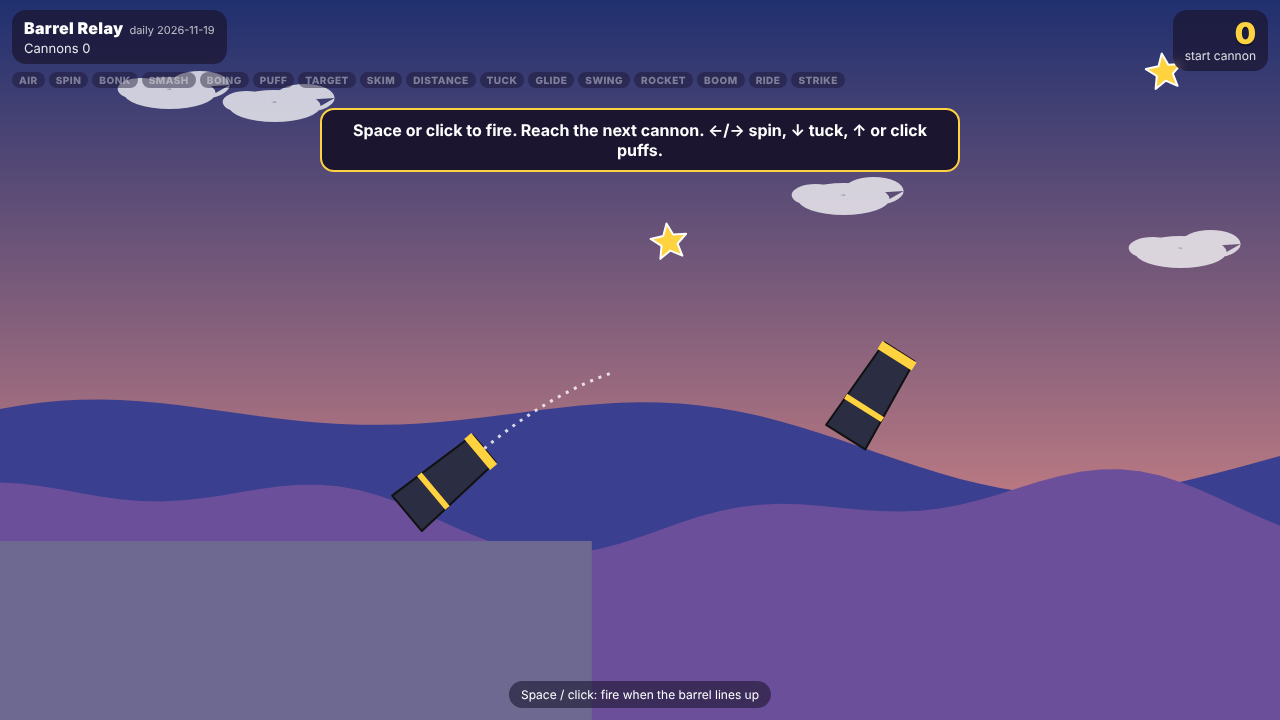 Barrel Relay daily 2026-11-19
Cannons 0
0
start cannon
AIR SPIN BONK SMASH BOING PUFF TARGET SKIM DISTANCE TUCK GLIDE SWING ROCKET BOOM RIDE STRIKE
Space or click to fire. Reach the next cannon. ←/→ spin, ↓ tuck, ↑ or click
puffs.
Space / click: fire when the barrel lines up